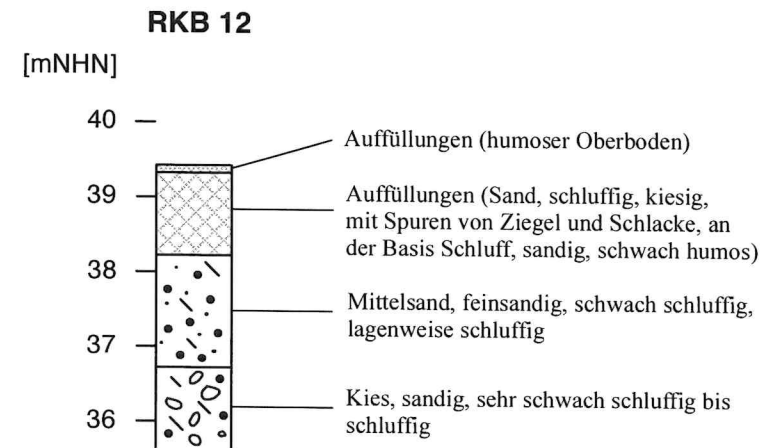 RKB 12
[mNHN]
40
Auffüllungen (humoser Oberboden)
39
Auffüllungen (Sand, schluffig, kiesig,
mit Spuren von Ziegel und Schlacke, an
der Basis Schluff, sandig, schwach humos)
38
Mittelsand, feinsandig, schwach schluffig,
lagenweise schluffig
37
Kies, sandig, sehr schwach schluffig bis
schluffig
36